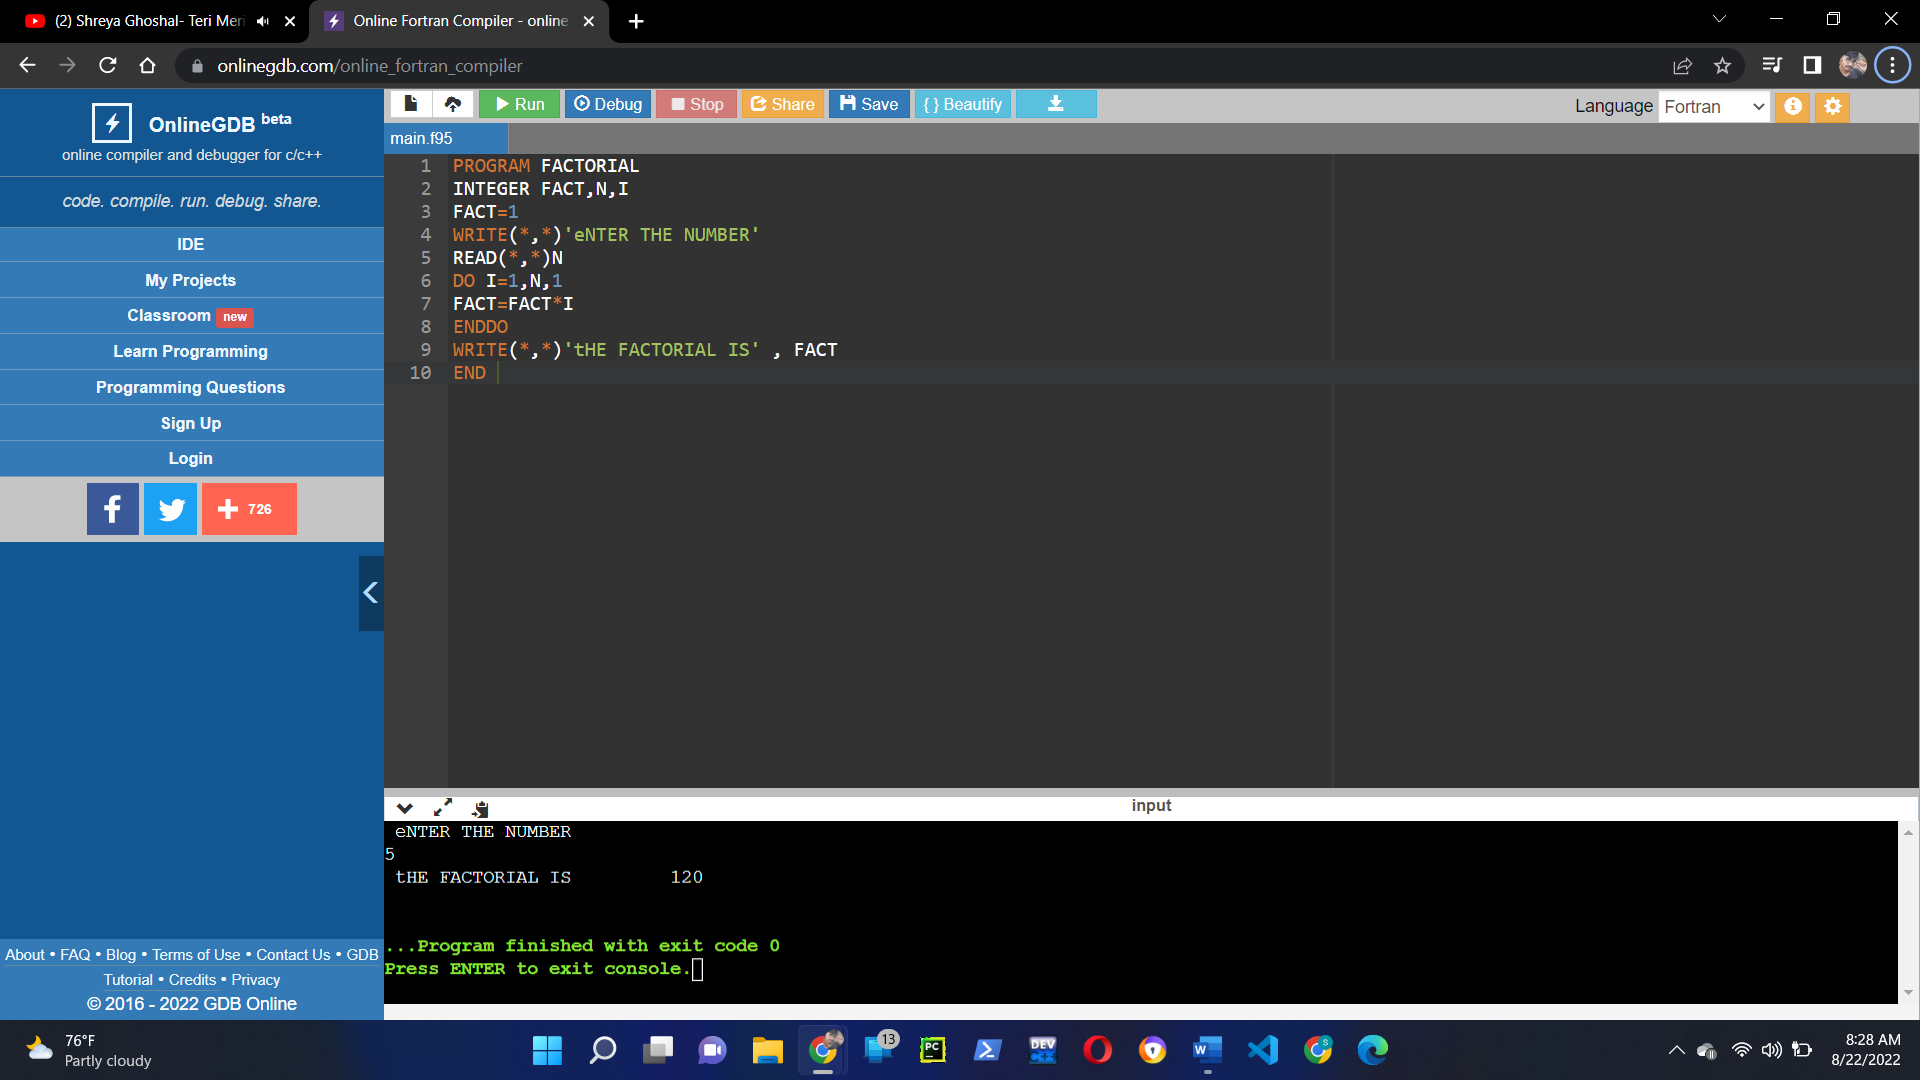 (2) Shreya Ghoshal- Teri Meri
Online Fortran Compiler - online
onlinegdb.com/online_fortran_compiler
OnlineGDB beta
online compiler and debugger for c/c++
code. compile. run. debug. share.
IDE
My Projects
Classroom new
Learn Programming
Programming Questions
Sign Up
Login
726
About • FAQ • Blog • Terms of Use • Contact Us • GDB
Tutorial • Credits • Privacy
© 2016 - 2022 GDB Online
Run Debug Stop Share Save { } Beautify
Language Fortran
main.f95
1 PROGRAM FACTORIAL
2 INTEGER FACT,N,I
3 FACT=1
4 WRITE(*,*)'eNTER THE NUMBER'
5 READ(*,*)N
6 DO I=1,N,1
7 FACT=FACT*I
8 ENDDO
9 WRITE(*,*)'tHE FACTORIAL IS' , FACT
10 END
input
eNTER THE NUMBER
5
tHE FACTORIAL IS 120
...Program finished with exit code 0
Press ENTER to exit console.
76°F
Partly cloudy
13
PC
DEV
W
S
8:28 AM
8/22/2022